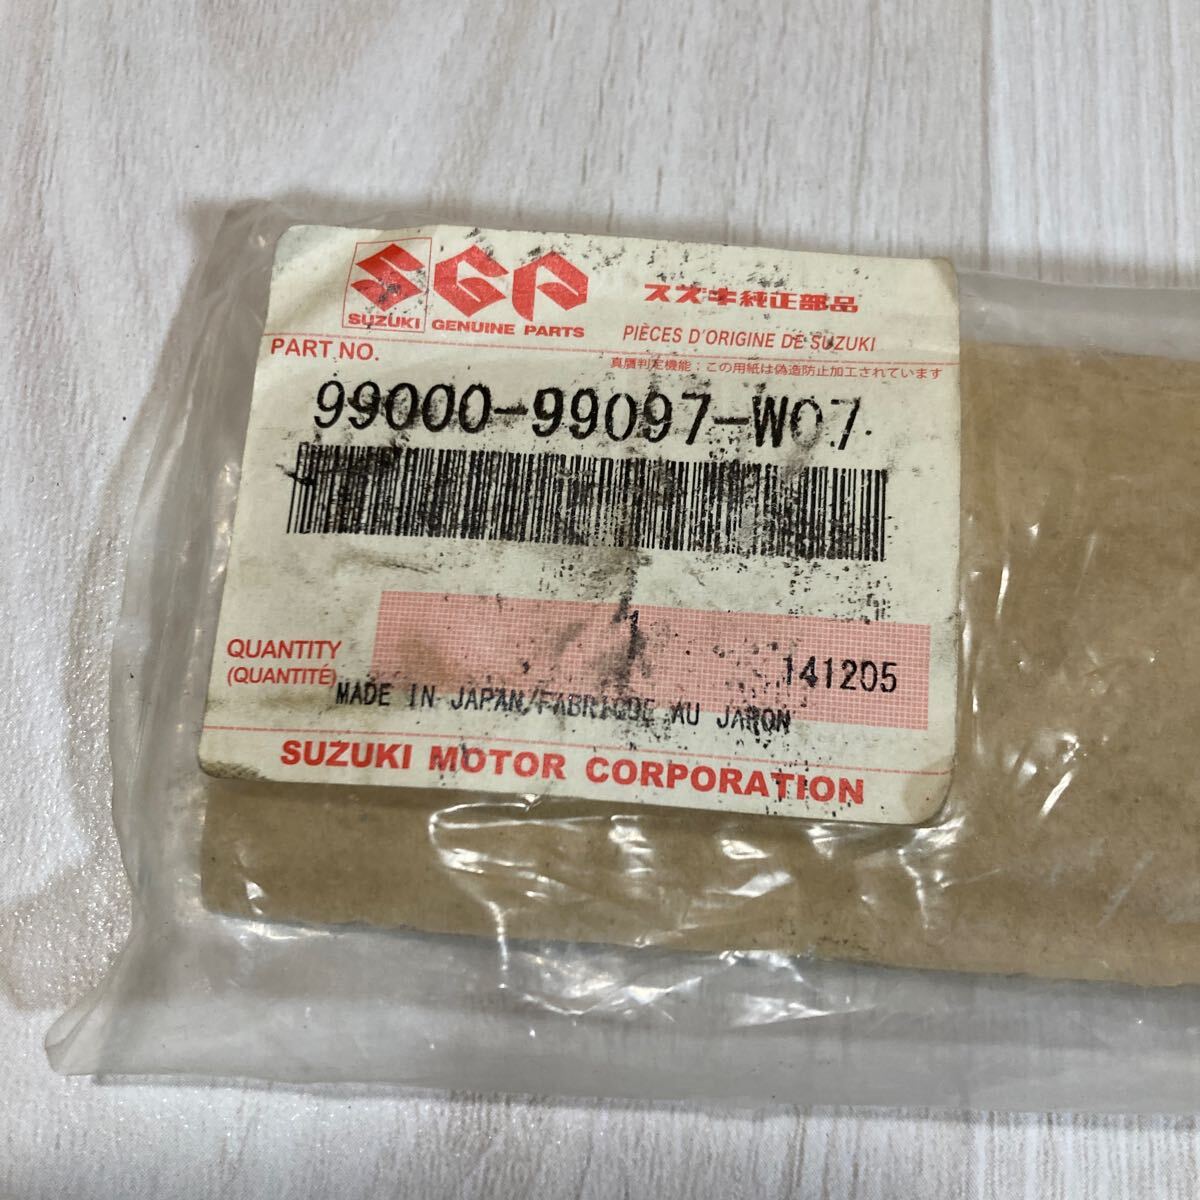 SGP
SUZUKI GENUINE PARTS
スズキ純正部品
PIÈCES D'ORIGINE DE SUZUKI
PART NO.
真贋判定機能：この用紙は偽造防止加工されています
99000-99097-W07
1
QUANTITY
(QUANTITÉ)
141205
MADE IN JAPAN/FABRIQUE AU JAPON
SUZUKI MOTOR CORPORATION